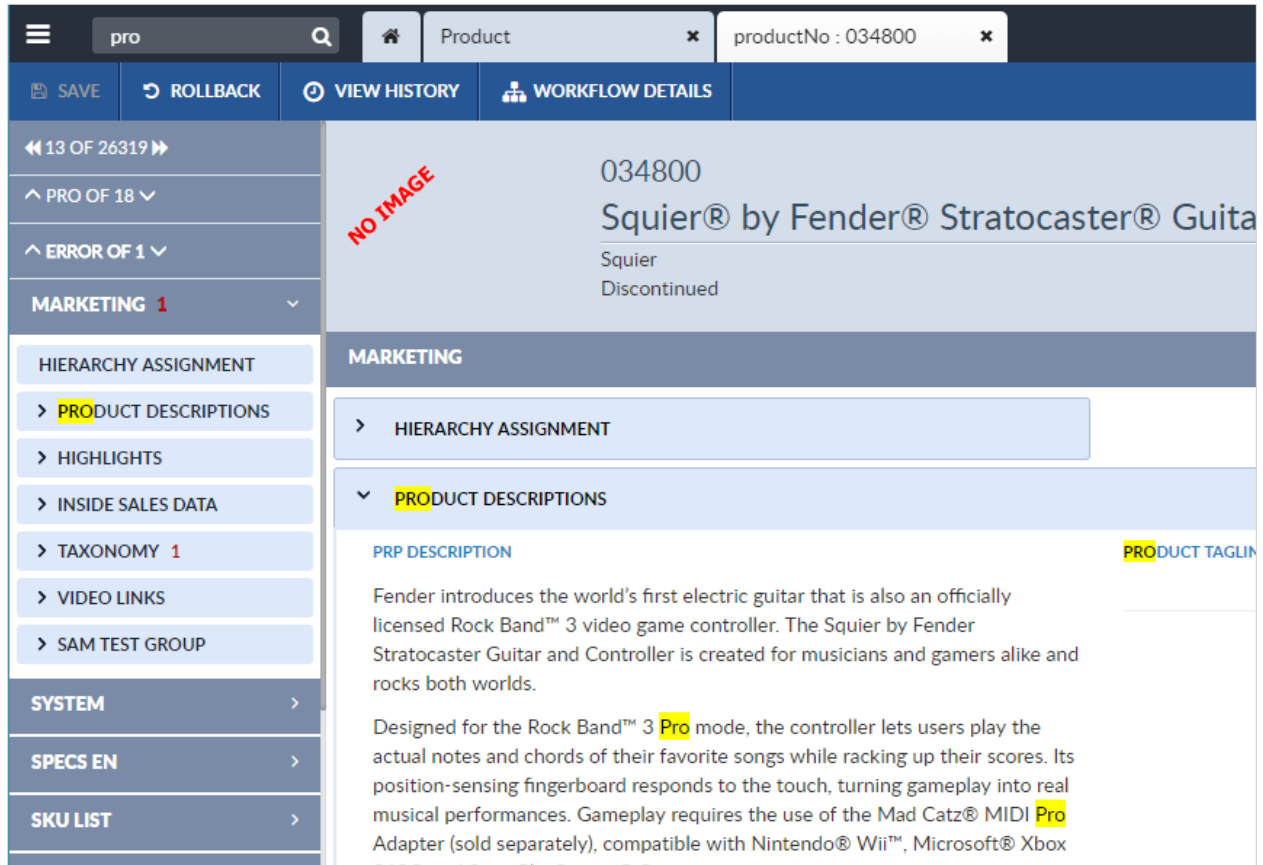 pro
Product
productNo : 034800
SAVE
ROLLBACK
VIEW HISTORY
WORKFLOW DETAILS
13 OF 26319
PRO OF 18
ERROR OF 1
MARKETING 1
HIERARCHY ASSIGNMENT
PRODUCT DESCRIPTIONS
HIGHLIGHTS
INSIDE SALES DATA
TAXONOMY 1
VIDEO LINKS
SAM TEST GROUP
SYSTEM
SPECS EN
SKU LIST
NO IMAGE
034800
Squier® by Fender® Stratocaster® Guita
Squier
Discontinued
MARKETING
HIERARCHY ASSIGNMENT
PRODUCT DESCRIPTIONS
PRP DESCRIPTION
Fender introduces the world’s first electric guitar that is also an officially
licensed Rock Band™ 3 video game controller. The Squier by Fender
Stratocaster Guitar and Controller is created for musicians and gamers alike and
rocks both worlds.
Designed for the Rock Band™ 3 Pro mode, the controller lets users play the
actual notes and chords of their favorite songs while racking up their scores. Its
position-sensing fingerboard responds to the touch, turning gameplay into real
musical performances. Gameplay requires the use of the Mad Catz® MIDI Pro
Adapter (sold separately), compatible with Nintendo® Wii™, Microsoft® Xbox
PRODUCT TAGLIN